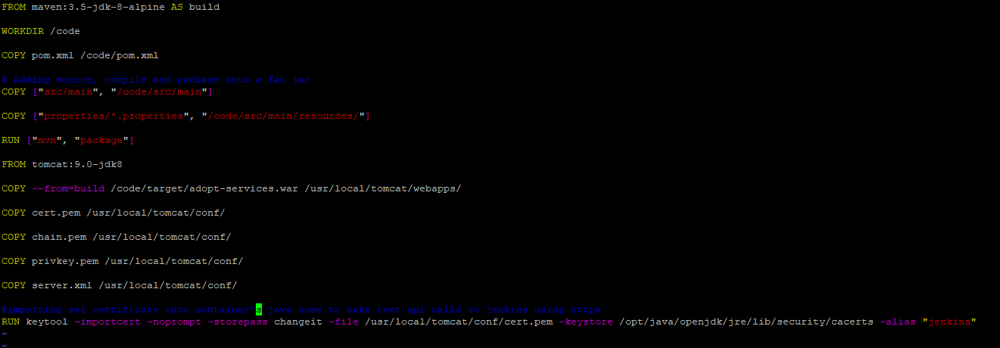 FROM maven:3.5-jdk-8-alpine AS build
WORKDIR /code
COPY pom.xml /code/pom.xml
# Adding source, compile and package into a fat jar
COPY ["src/main", "/code/src/main"]
COPY ["properties/*.properties", "/code/src/main/resources/"]
RUN ["mvn", "package"]
FROM tomcat:9.0-jdk8
COPY --from=build /code/target/adopt-services.war /usr/local/tomcat/webapps/
COPY cert.pem /usr/local/tomcat/conf/
COPY chain.pem /usr/local/tomcat/conf/
COPY privkey.pem /usr/local/tomcat/conf/
COPY server.xml /usr/local/tomcat/conf/
#importing ssl certificate into container's java home to make rest api calls to jenkins using https
RUN keytool -importcert -noprompt -storepass changeit -file /usr/local/tomcat/conf/cert.pem -keystore /opt/java/openjdk/jre/lib/security/cacerts -alias "jenkins"
~
~